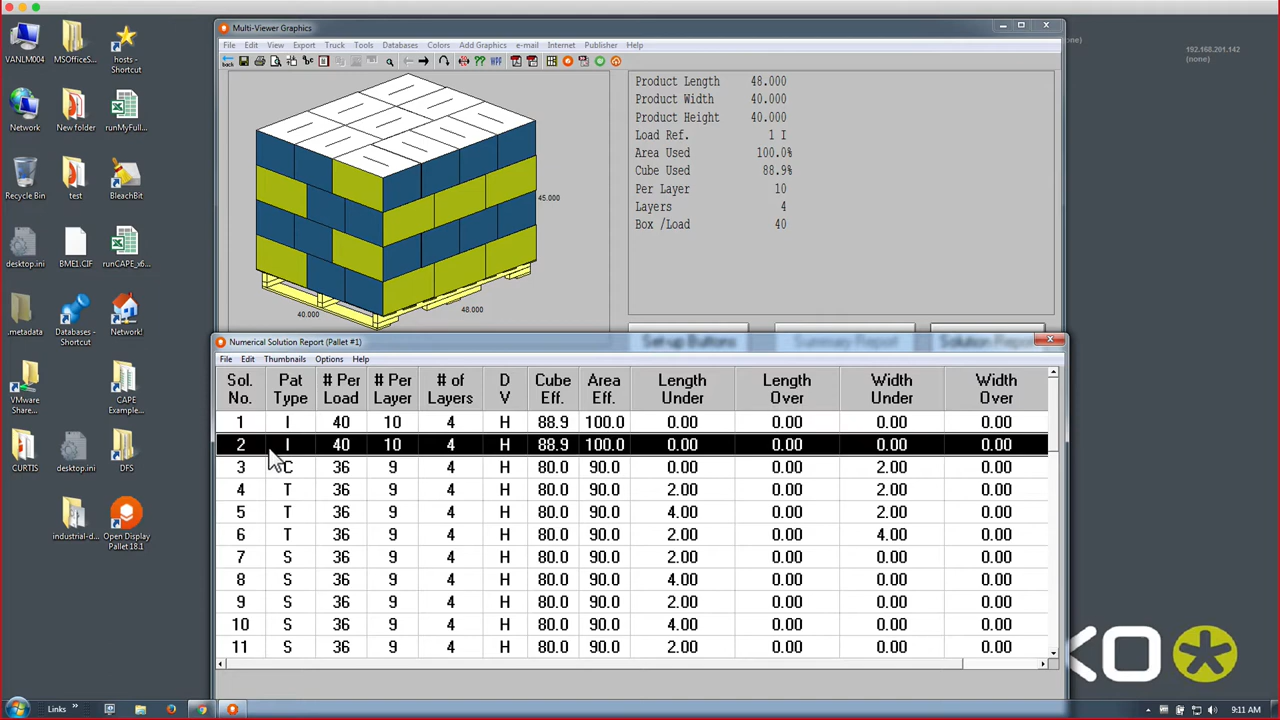 Multi-Viewer Graphics
File Edit View Export Truck Tools Databases Colors Add Graphics e-mail Internet Publisher Help
192.168.201.142
(none)
VANLM004
MSOfficeS...
hosts -
Shortcut
Network
New folder
runMyFull...
Recycle Bin
test
BleachBit
desktop.ini
BME1.CIF
runCAPE_x6...
.metadata
Databases -
Shortcut
Network!
VMware
Share...
CAPE
Example...
CURTIS
desktop.ini
DFS
industrial-d...
Open Display
Pallet 18.1
45.000
40.000
48.000
Product Length 48.000
Product Width 40.000
Product Height 40.000
Load Ref. 1 I
Area Used 100.0%
Cube Used 88.9%
Per Layer 10
Layers 4
Box /Load 40
Set-up Buttons Summary Report Solution Report
Numerical Solution Report (Pallet #1)
File Edit Thumbnails Options Help
Sol. No. Pat Type # Per Load # Per Layer # of Layers D V Cube Eff. Area Eff. Length Under Length Over Width Under Width Over
1 I 40 10 4 H 88.9 100.0 0.00 0.00 0.00 0.00
2 I 40 10 4 H 88.9 100.0 0.00 0.00 0.00 0.00
3 C 36 9 4 H 80.0 90.0 0.00 0.00 2.00 0.00
4 T 36 9 4 H 80.0 90.0 2.00 0.00 2.00 0.00
5 T 36 9 4 H 80.0 90.0 4.00 0.00 2.00 0.00
6 T 36 9 4 H 80.0 90.0 2.00 0.00 4.00 0.00
7 S 36 9 4 H 80.0 90.0 2.00 0.00 0.00 0.00
8 S 36 9 4 H 80.0 90.0 4.00 0.00 0.00 0.00
9 S 36 9 4 H 80.0 90.0 2.00 0.00 0.00 0.00
10 S 36 9 4 H 80.0 90.0 4.00 0.00 0.00 0.00
11 S 36 9 4 H 80.0 90.0 2.00 0.00 0.00 0.00
KO
Links
9:11 AM